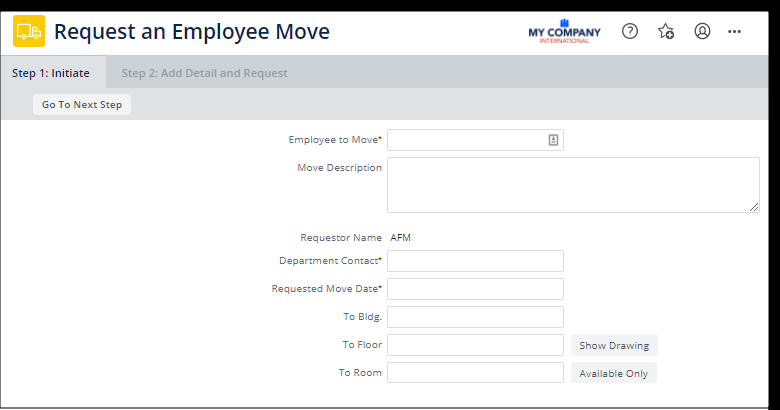 Request an Employee Move
MY COMPANY
INTERNATIONAL
Step 1: Initiate
Step 2: Add Detail and Request
Go To Next Step
Employee to Move*
Move Description
Requestor Name AFM
Department Contact*
Requested Move Date*
To Bldg.
To Floor
Show Drawing
To Room
Available Only